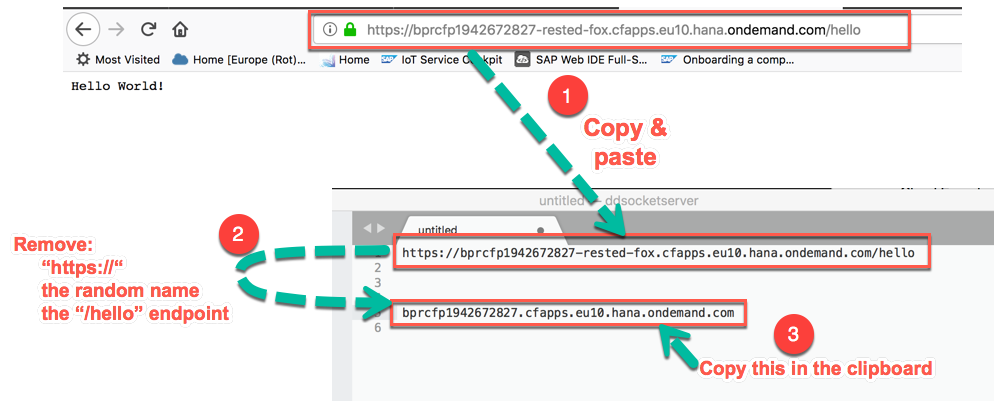 https://bprcfp1942672827-rested-fox.cfapps.eu10.hana.ondemand.com/hello
Most Visited Home [Europe (Rot)... Home IoT Service Cockpit SAP Web IDE Full-S... Onboarding a comp...
Hello World!
1
Copy &
paste
untitled — ddsocketserver
untitled
2
Remove:
“https://“
the random name
the “/hello” endpoint
https://bprcfp1942672827-rested-fox.cfapps.eu10.hana.ondemand.com/hello
2
3
bprcfp1942672827.cfapps.eu10.hana.ondemand.com
6
3
Copy this in the clipboard